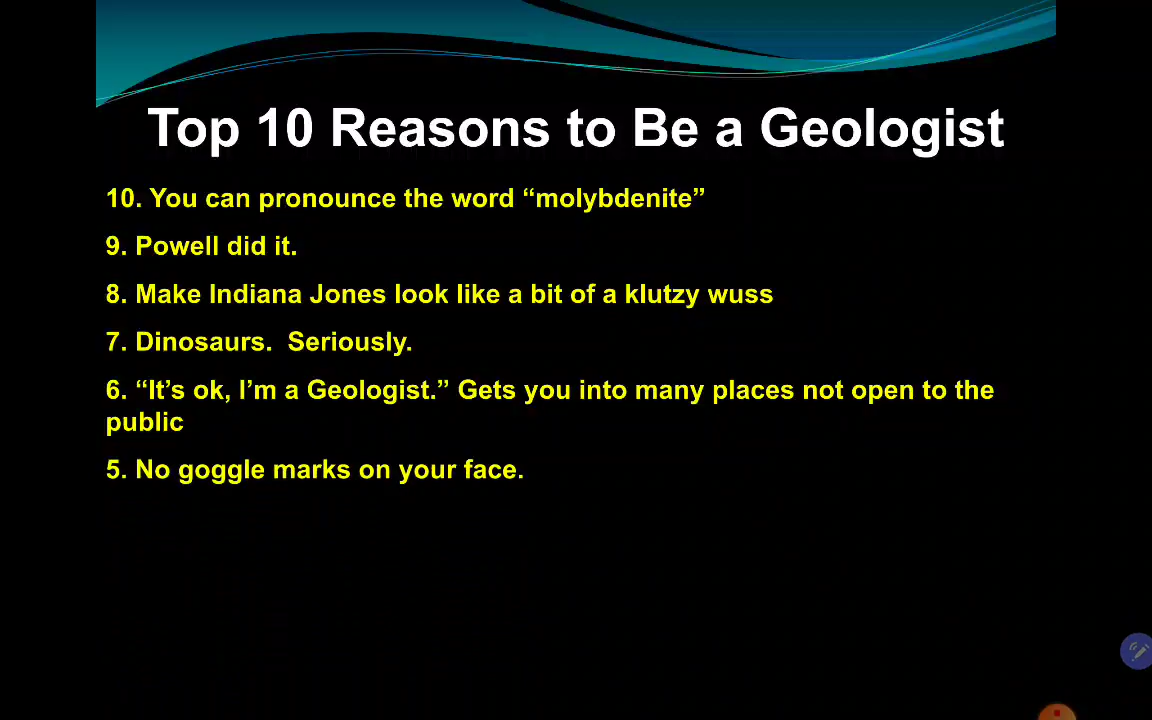 Top 10 Reasons to Be a Geologist
10. You can pronounce the word “molybdenite”
9. Powell did it.
8. Make Indiana Jones look like a bit of a klutzy wuss
7. Dinosaurs.  Seriously.
6. “It’s ok, I’m a Geologist.” Gets you into many places not open to the
public
5. No goggle marks on your face.